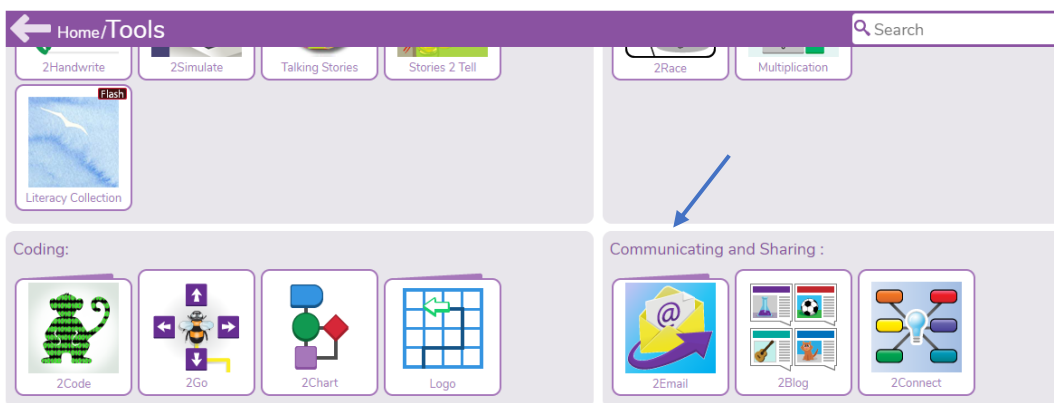 Home/Tools
Search
2Handwrite
2Simulate
Talking Stories
Stories 2 Tell
2Race
Multiplication
Flash
Literacy Collection
Coding:
2Code
2Go
2Chart
Logo
Communicating and Sharing :
@
2Email
2Blog
2Connect